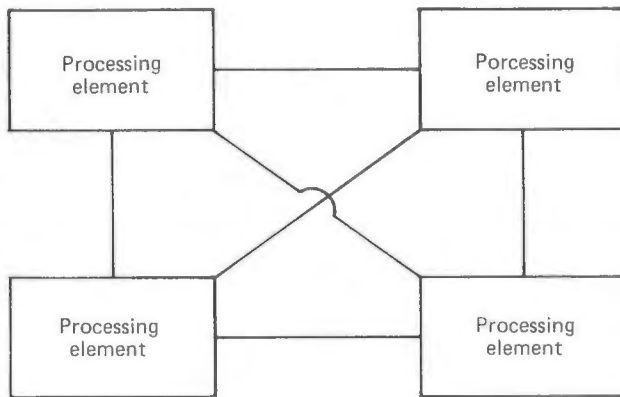 Processing
element
Porcessing
element
Processing
element
Processing
element